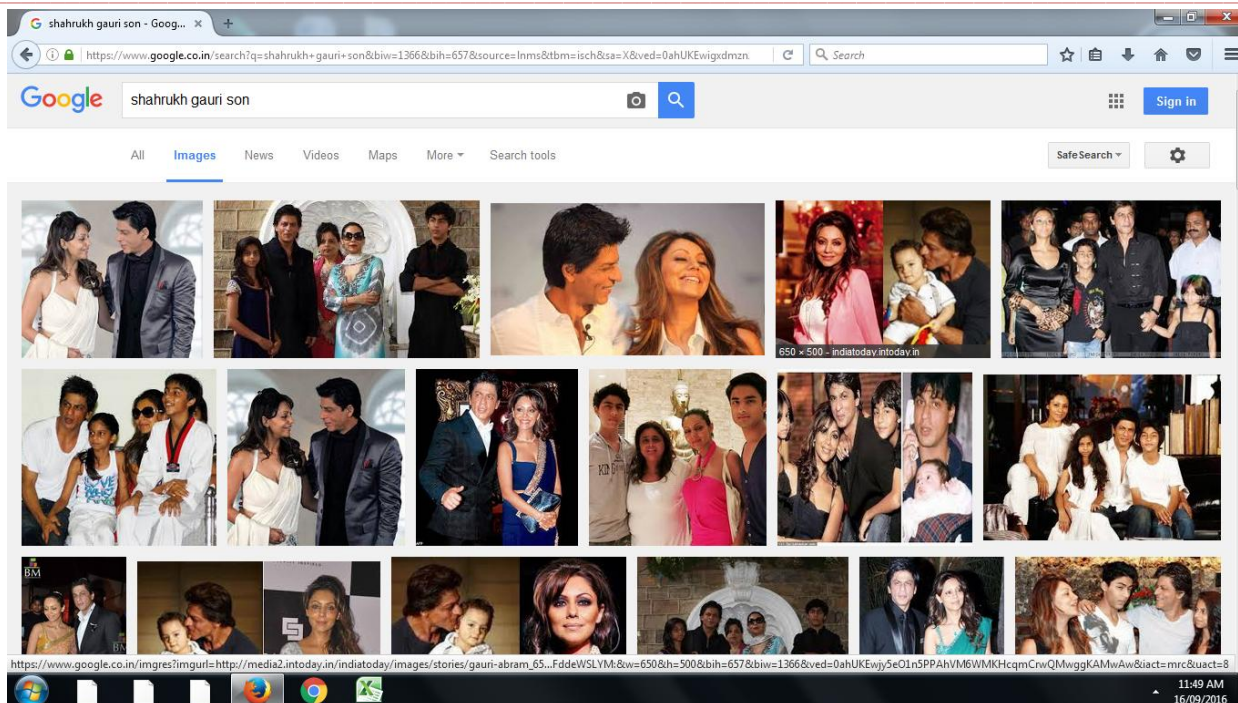 shahrukh gauri son - Goog...
https://www.google.co.in/search?q=shahrukh+gauri+son&biw=1366&bih=657&source=lnms&tbm=isch&sa=X&ved=0ahUKEwigxdmzn.
Search
Google
shahrukh gauri son
Sign in
All
Images
News
Videos
Maps
More
Search tools
SafeSearch
650 × 500 - indiatoday.intoday.in
BM
https://www.google.co.in/imgres?imgurl=http://media2.intoday.in/indiatoday/images/stories/gauri-abram_65...FddeWSLYM:&w=650&h=500&bih=657&biw=1366&ved=0ahUKEwjy5eO1n5PPAhVM6WMKHcqmCrwQMwggKAMwAw&iact=mrc&uact=8
11:49 AM
16/09/2016